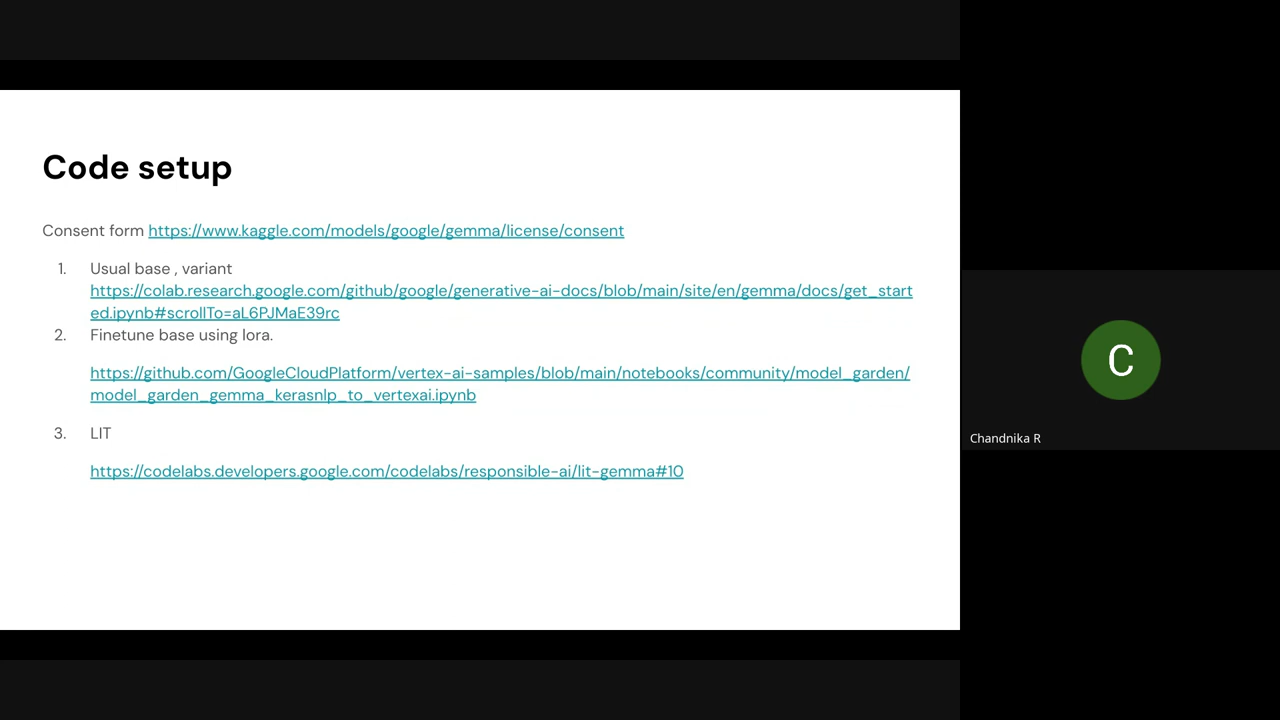 Code setup
Consent form https://www.kaggle.com/models/google/gemma/license/consent
1. Usual base , variant
https://colab.research.google.com/github/google/generative-ai-docs/blob/main/site/en/gemma/docs/get_start
ed.ipynb#scrollTo=aL6PJMaE39rc
2. Finetune base using lora.
https://github.com/GoogleCloudPlatform/vertex-ai-samples/blob/main/notebooks/community/model_garden/
model_garden_gemma_kerasnlp_to_vertexai.ipynb
3. LIT
https://codelabs.developers.google.com/codelabs/responsible-ai/lit-gemma#10
C
Chandnika R